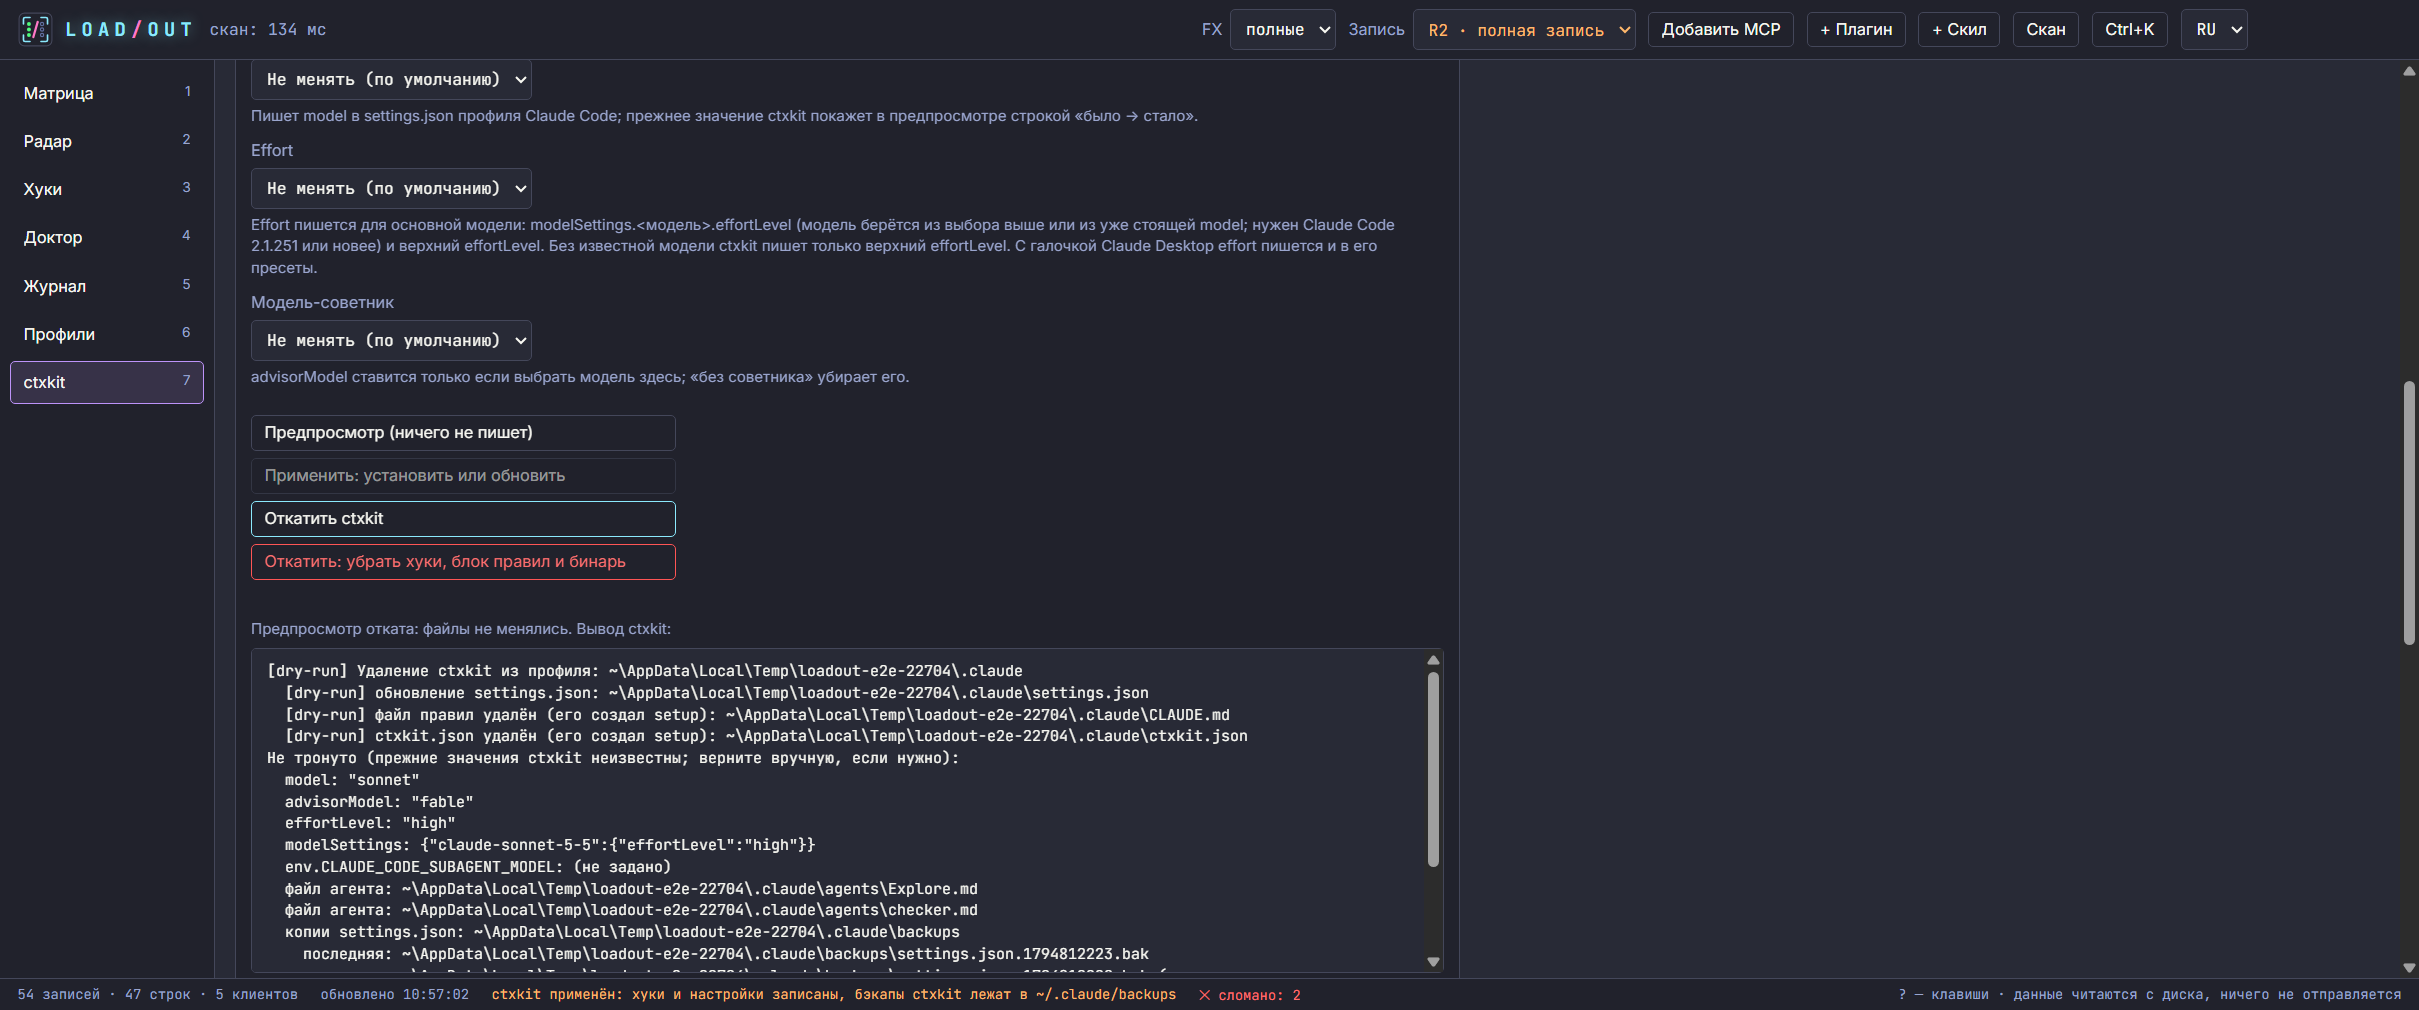 LOAD/OUT скан: 134 мс FX полные Запись R2 · полная запись Добавить MCP + Плагин + Скил Скан Ctrl+K RU
Матрица 1
Радар 2
Хуки 3
Доктор 4
Журнал 5
Профили 6
ctxkit 7
Не менять (по умолчанию)
Пишет model в settings.json профиля Claude Code; прежнее значение ctxkit покажет в предпросмотре строкой «было → стало».
Effort
Не менять (по умолчанию)
Effort пишется для основной модели: modelSettings.<модель>.effortLevel (модель берётся из выбора выше или из уже стоящей model; нужен Claude Code
2.1.251 или новее) и верхний effortLevel. Без известной модели ctxkit пишет только верхний effortLevel. С галочкой Claude Desktop effort пишется и в его
пресеты.
Модель-советник
Не менять (по умолчанию)
advisorModel ставится только если выбрать модель здесь; «без советника» убирает его.
Предпросмотр (ничего не пишет)
Применить: установить или обновить
Откатить ctxkit
Откатить: убрать хуки, блок правил и бинарь
Предпросмотр отката: файлы не менялись. Вывод ctxkit:
[dry-run] Удаление ctxkit из профиля: ~\AppData\Local\Temp\loadout-e2e-22704\.claude
[dry-run] обновление settings.json: ~\AppData\Local\Temp\loadout-e2e-22704\.claude\settings.json
[dry-run] файл правил удалён (его создал setup): ~\AppData\Local\Temp\loadout-e2e-22704\.claude\CLAUDE.md
[dry-run] ctxkit.json удалён (его создал setup): ~\AppData\Local\Temp\loadout-e2e-22704\.claude\ctxkit.json
Не тронуто (прежние значения ctxkit неизвестны; верните вручную, если нужно):
model: "sonnet"
advisorModel: "fable"
effortLevel: "high"
modelSettings: {"claude-sonnet-5-5":{"effortLevel":"high"}}
env.CLAUDE_CODE_SUBAGENT_MODEL: (не задано)
файл агента: ~\AppData\Local\Temp\loadout-e2e-22704\.claude\agents\Explore.md
файл агента: ~\AppData\Local\Temp\loadout-e2e-22704\.claude\agents\checker.md
копии settings.json: ~\AppData\Local\Temp\loadout-e2e-22704\.claude\backups
последняя: ~\AppData\Local\Temp\loadout-e2e-22704\.claude\backups\settings.json.1794812223.bak
54 записей · 47 строк · 5 клиентов обновлено 10:57:02 ctxkit применён: хуки и настройки записаны, бэкапы ctxkit лежат в ~/.claude/backups ✕ сломано: 2 ? — клавиши · данные читаются с диска, ничего не отправляется